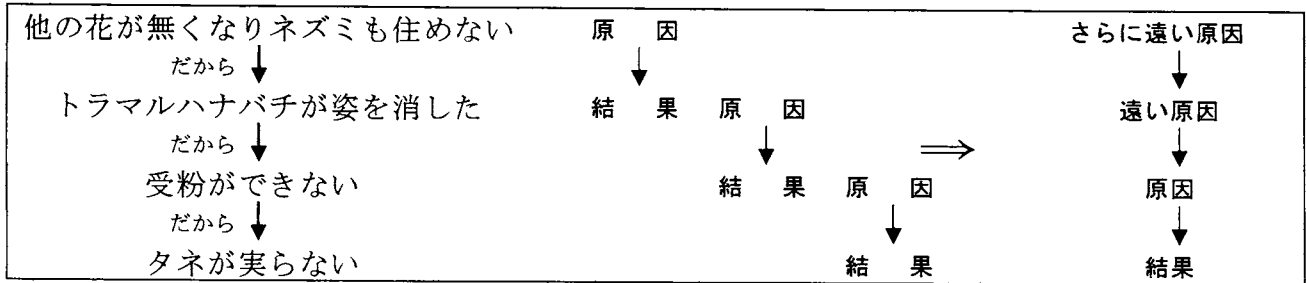 他の花が無くなりネズミも住めない 原因 さらに遠い原因
だから
トラマルハナバチが姿を消した 結果 原因 遠い原因
だから
受粉ができない 結果 原因 原因
だから
タネが実らない 結果 結果